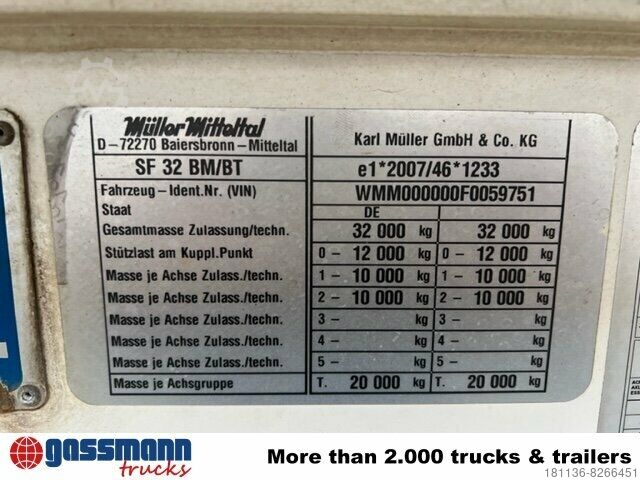 Müller Mitteltal
D-72270 Baiersbronn - Mitteltal Karl Müller GmbH & Co. KG
SF 32 BM/BT e1*2007/46*1233
Fahrzeug - Ident.Nr. (VIN) WMM000000F0059751
Staat DE
Gesamtmasse Zulassung/techn. 32 000 kg 32 000 kg
Stützlast am Kuppl.Punkt 0 - 12 000 kg 0 - 12 000 kg
Masse je Achse Zulass./techn. 1 - 10 000 kg 1 - 10 000 kg
Masse je Achse Zulass./techn. 2 - 10 000 kg 2 - 10 000 kg
Masse je Achse Zulass./techn. 3 - kg 3 - kg
Masse je Achse Zulass./techn. 4 - kg 4 - kg
Masse je Achse Zulass./techn. 5 - kg 5 - kg
Masse je Achsgruppe T. 20 000 kg T. 20 000 kg
gassmann trucks
More than 2.000 trucks & trailers
181136-8266451